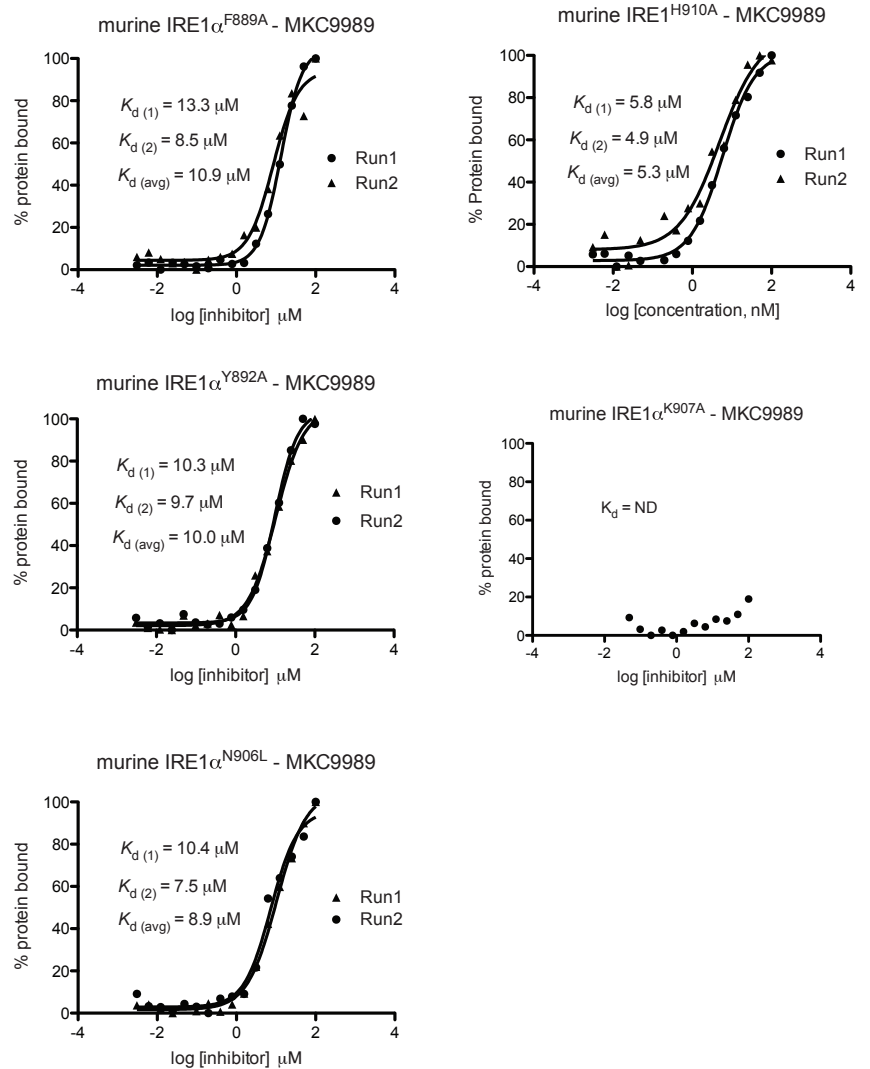 murine IRE1α^F889A - MKC9989
% protein bound
100
80
60
40
20
0
K_d (1) = 13.3 μM
K_d (2) = 8.5 μM
K_d (avg) = 10.9 μM
Run1
Run2
-4 -2 0 2 4
log [inhibitor] μM
murine IRE1^H910A - MKC9989
% Protein bound
100
80
60
40
20
0
K_d (1) = 5.8 μM
K_d (2) = 4.9 μM
K_d (avg) = 5.3 μM
Run1
Run2
-4 -2 0 2 4
log [concentration, nM]
murine IRE1α^Y892A - MKC9989
% protein bound
100
80
60
40
20
0
K_d (1) = 10.3 μM
K_d (2) = 9.7 μM
K_d (avg) = 10.0 μM
Run1
Run2
-4 -2 0 2 4
log [inhibitor] μM
murine IRE1α^K907A - MKC9989
% protein bound
100
80
60
40
20
0
K_d = ND
-4 -2 0 2 4
log [inhibitor] μM
murine IRE1α^N906L - MKC9989
% protein bound
100
80
60
40
20
0
K_d (1) = 10.4 μM
K_d (2) = 7.5 μM
K_d (avg) = 8.9 μM
Run1
Run2
-4 -2 0 2 4
log [inhibitor] μM